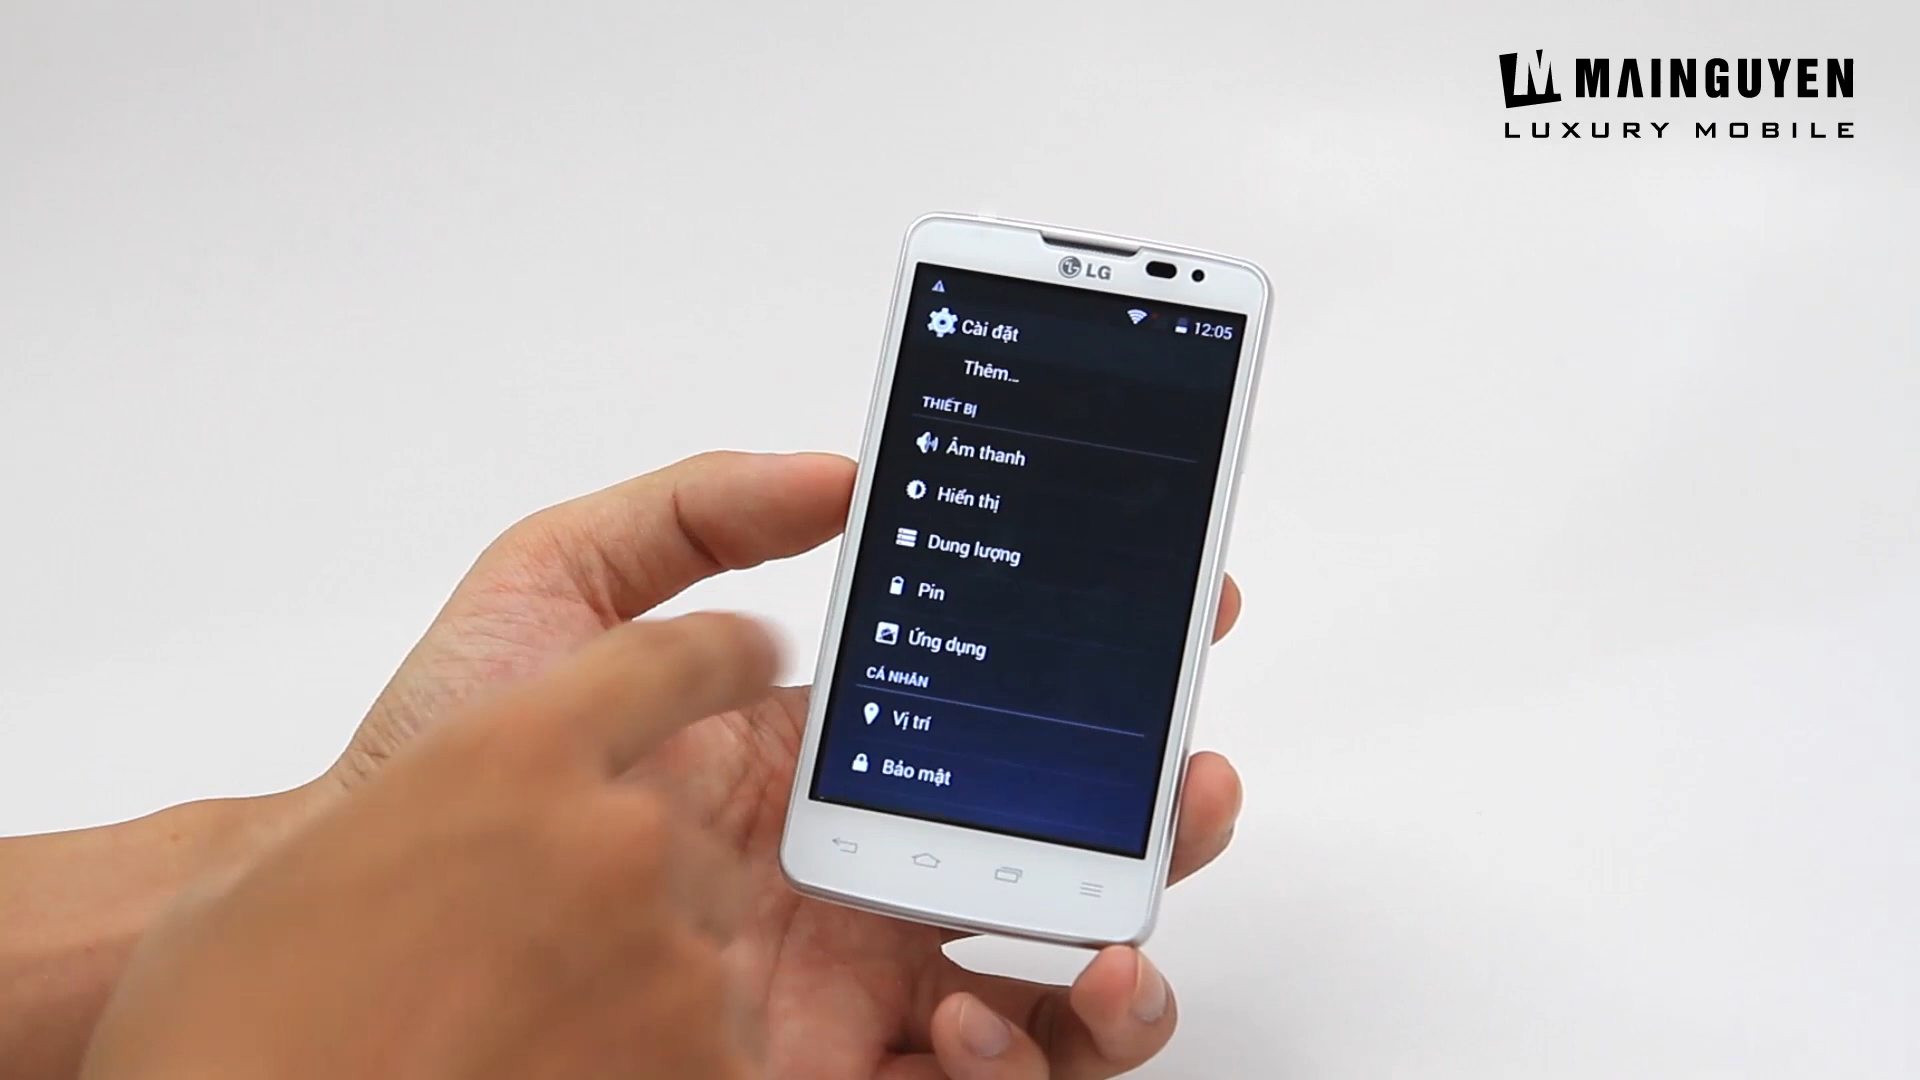 MAINGUYEN
LUXURY MOBILE
LG
12:05
Cài đặt
Thêm...
THIẾT BỊ
Âm thanh
Hiển thị
Dung lượng
Pin
Ứng dụng
CÁ NHÂN
Vị trí
Bảo mật